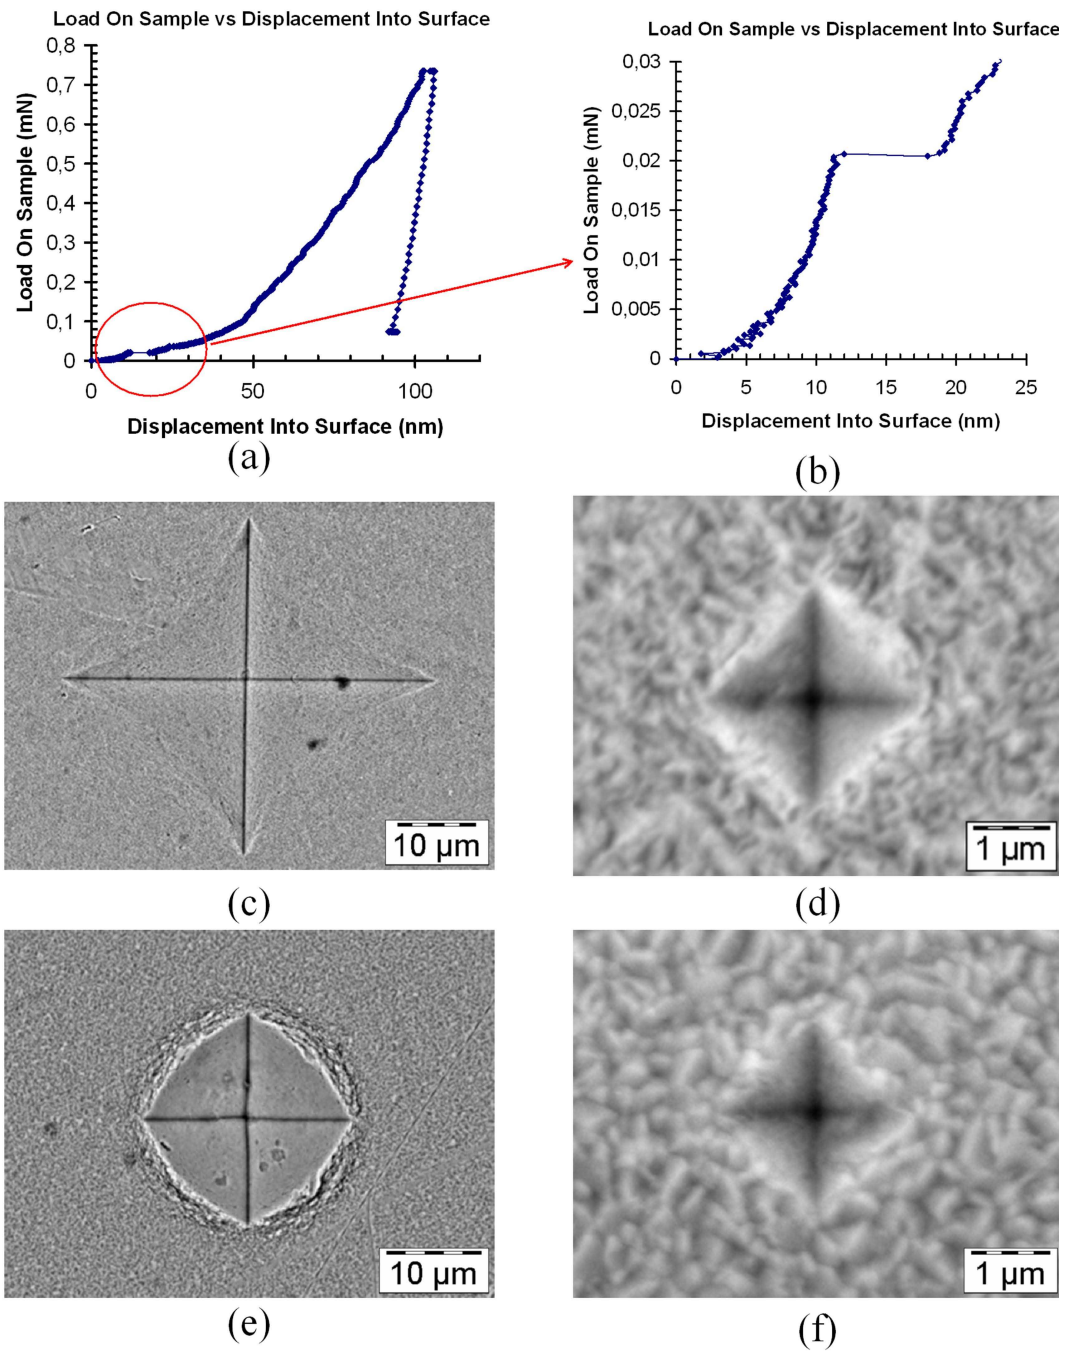 Load On Sample vs Displacement Into Surface
Load On Sample (mN)
0,8
0,7
0,6
0,5
0,4
0,3
0,2
0,1
0
0 50 100
Displacement Into Surface (nm)
(a)
Load On Sample vs Displacement Into Surface
Load On Sample (mN)
0,03
0,025
0,02
0,015
0,01
0,005
0
0 5 10 15 20 25
Displacement Into Surface (nm)
(b)
10 µm
(c)
1 µm
(d)
10 µm
(e)
1 µm
(f)